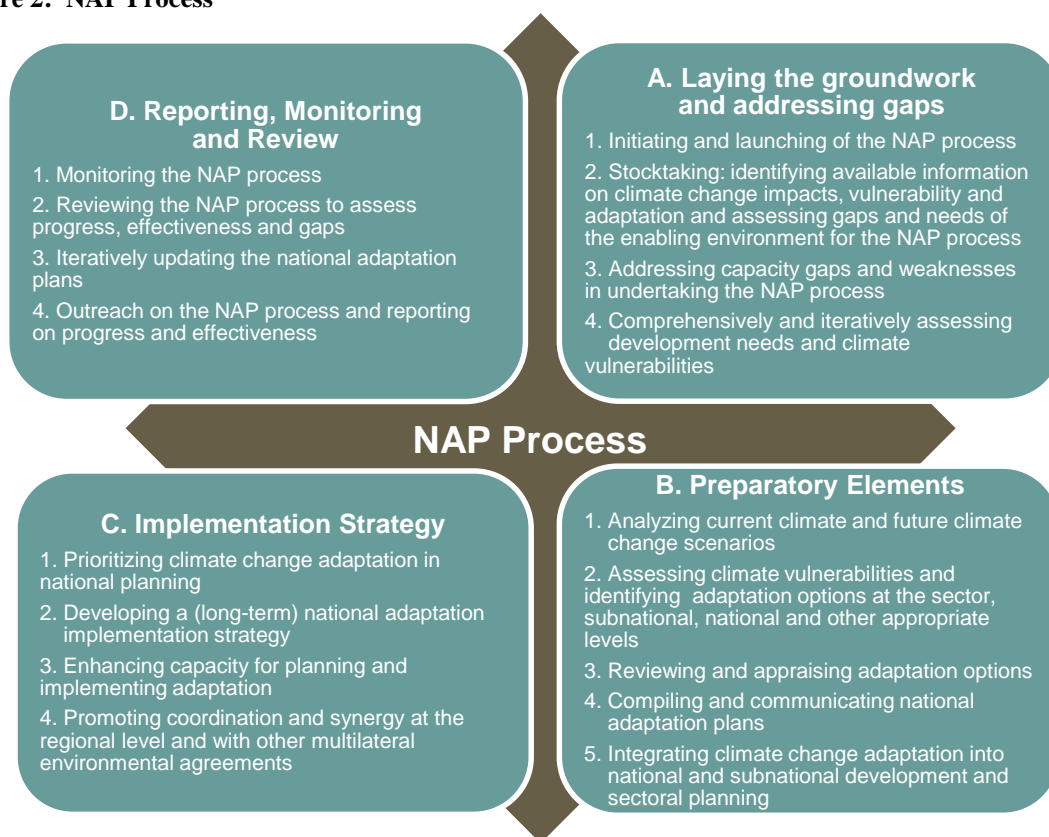 NAP Process
D. Reporting, Monitoring
and Review
1. Monitoring the NAP process
2. Reviewing the NAP process to assess
progress, effectiveness and gaps
3. Iteratively updating the national adaptation
plans
4. Outreach on the NAP process and reporting
on progress and effectiveness
A. Laying the groundwork
and addressing gaps
1. Initiating and launching of the NAP process
2. Stocktaking: identifying available information
on climate change impacts, vulnerability and
adaptation and assessing gaps and needs of
the enabling environment for the NAP process
3. Addressing capacity gaps and weaknesses
in undertaking the NAP process
4. Comprehensively and iteratively assessing
development needs and climate
vulnerabilities
NAP Process
C. Implementation Strategy
1. Prioritizing climate change adaptation in
national planning
2. Developing a (long-term) national adaptation
implementation strategy
3. Enhancing capacity for planning and
implementing adaptation
4. Promoting coordination and synergy at the
regional level and with other multilateral
environmental agreements
B. Preparatory Elements
1. Analyzing current climate and future climate
change scenarios
2. Assessing climate vulnerabilities and
identifying adaptation options at the sector,
subnational, national and other appropriate
levels
3. Reviewing and appraising adaptation options
4. Compiling and communicating national
adaptation plans
5. Integrating climate change adaptation into
national and subnational development and
sectoral planning